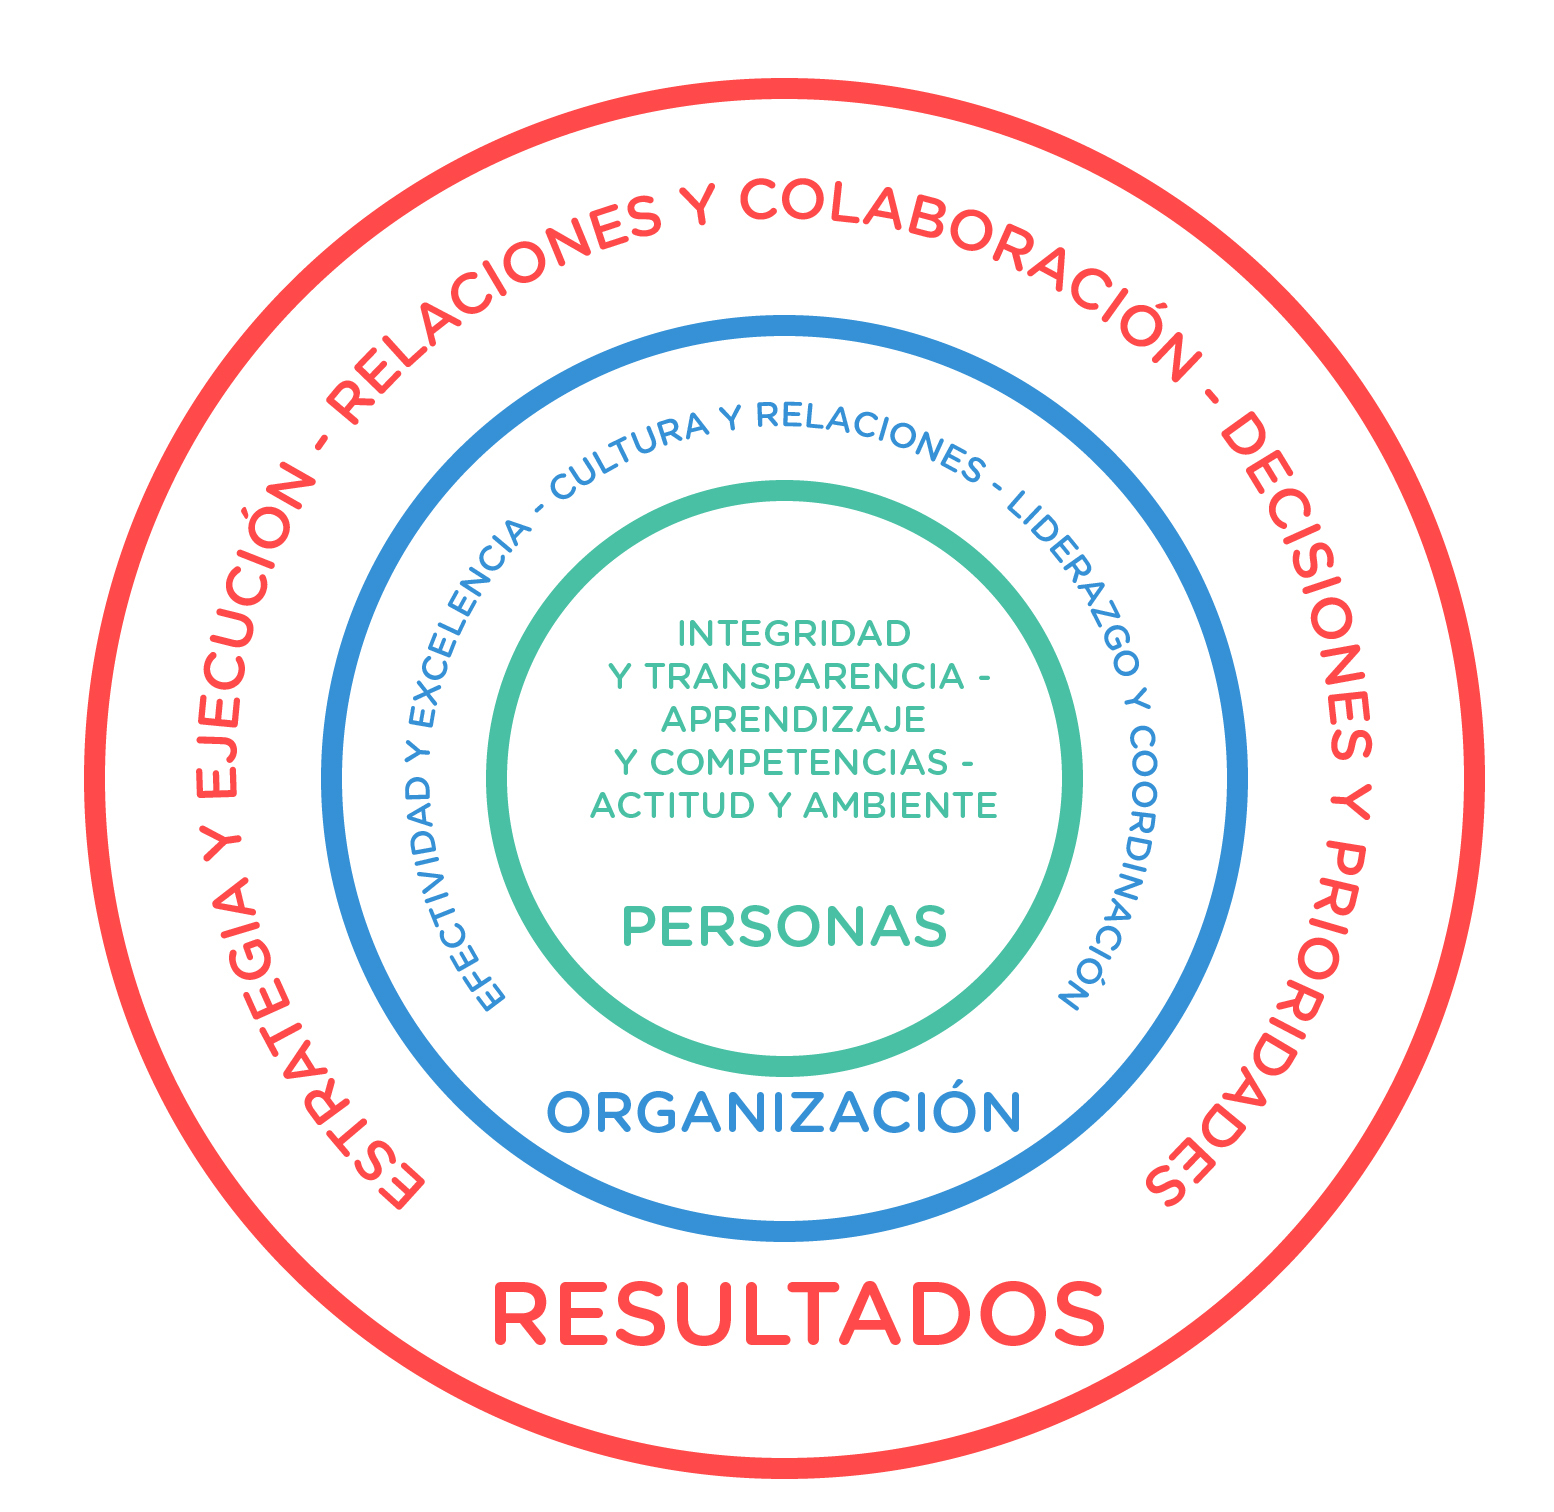 ESTRATEGIA Y EJECUCIÓN - RELACIONES Y COLABORACIÓN - DECISIONES Y PRIORIDADES
EFECTIVIDAD Y EXCELENCIA - CULTURA Y RELACIONES - LIDERAZGO Y COORDINACIÓN
INTEGRIDAD
Y TRANSPARENCIA -
APRENDIZAJE
Y COMPETENCIAS -
ACTITUD Y AMBIENTE
PERSONAS
ORGANIZACIÓN
RESULTADOS